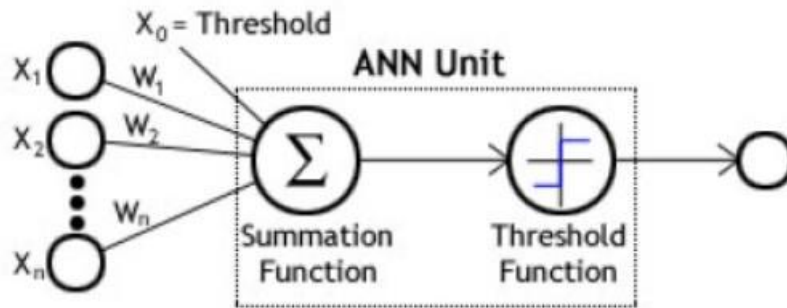 X₀ = Threshold
ANN Unit
X₁
W₁
X₂
W₂
Σ
Wₙ
Xₙ
Summation
Function
Threshold
Function